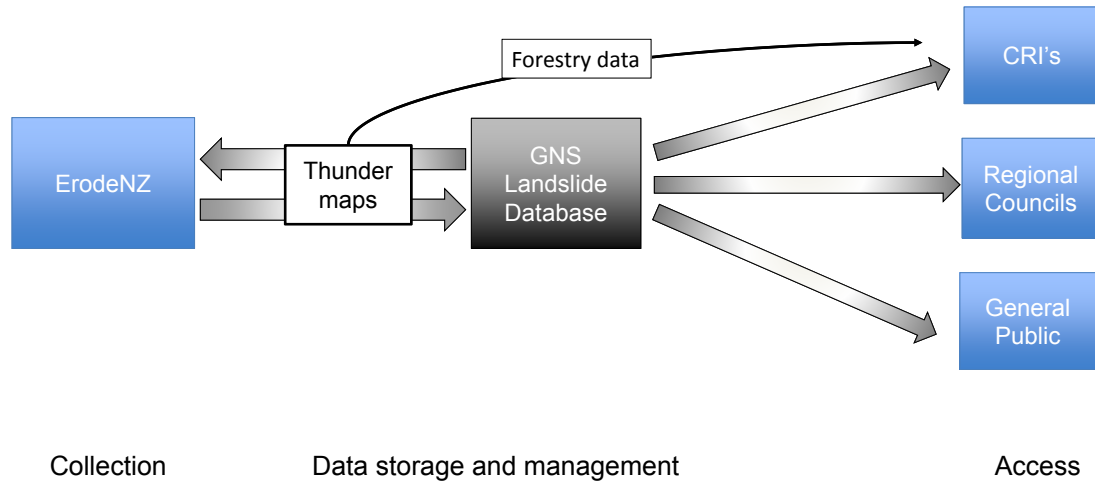 Forestry data
CRI's
ErodeNZ
Thunder
maps
GNS
Landslide
Database
Regional
Councils
General
Public
Collection
Data storage and management
Access